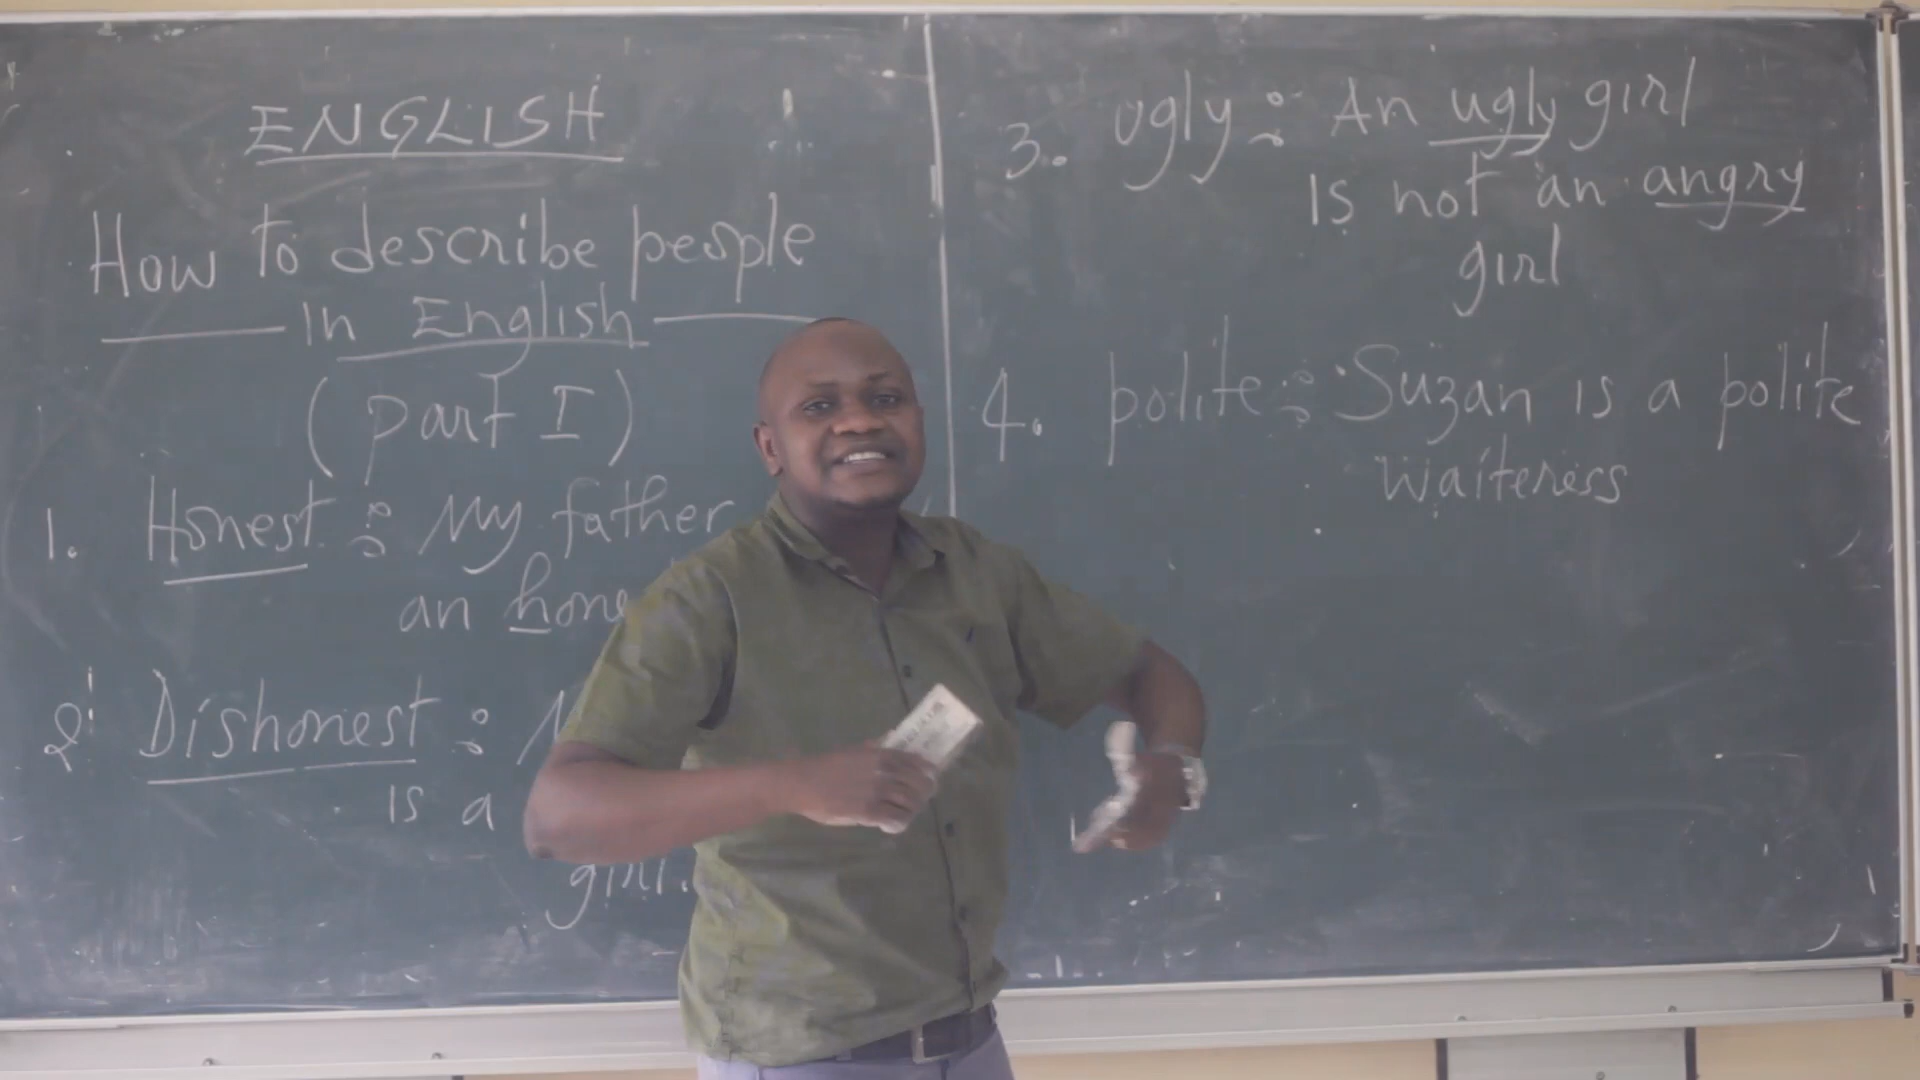 ENGLISH
How to describe people
in English
(part I)
1. Honest: My father
an hone
2. Dishonest:
is a
girl.
3. ugly: An ugly girl
is not an angry
girl
4. polite: Suzan is a polite
waiteress